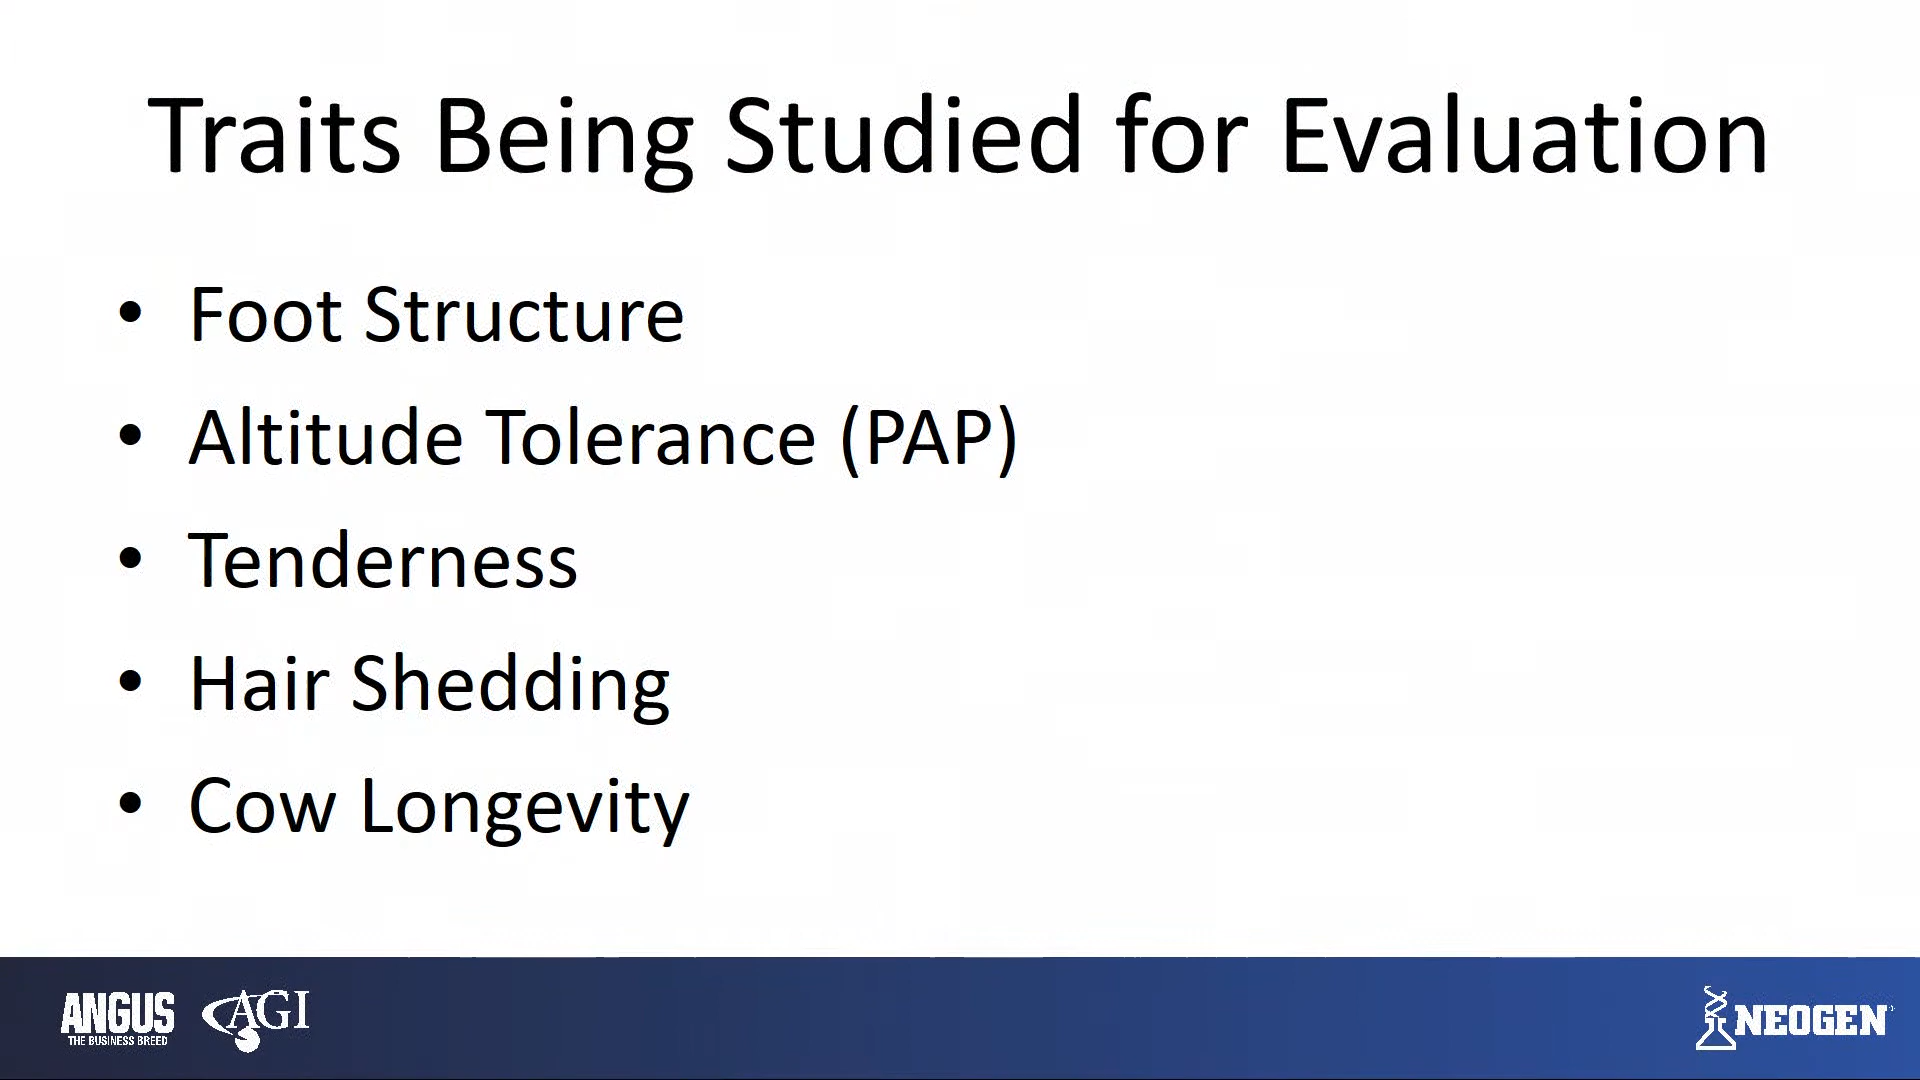 Traits Being Studied for Evaluation
• Foot Structure
• Altitude Tolerance (PAP)
• Tenderness
• Hair Shedding
• Cow Longevity
ANGUS
THE BUSINESS BREED
AGI
NEOGEN